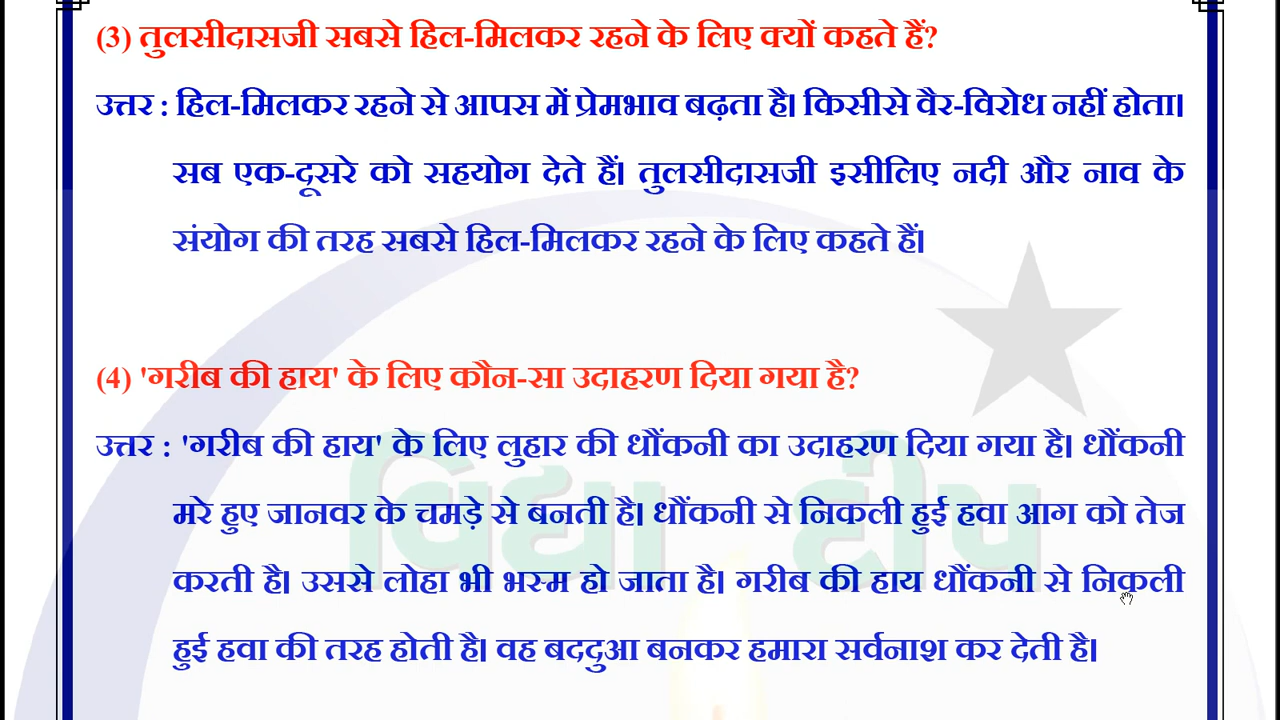 (3) तुलसीदासजी सबसे हिल-मिलकर रहने के लिए क्यों कहते हैं?
उत्तर : हिल-मिलकर रहने से आपस में प्रेमभाव बढ़ता है। किसीसे वैर-विरोध नहीं होता।
सब एक-दूसरे को सहयोग देते हैं। तुलसीदासजी इसीलिए नदी और नाव के
संयोग की तरह सबसे हिल-मिलकर रहने के लिए कहते हैं।
(4) 'गरीब की हाय' के लिए कौन-सा उदाहरण दिया गया है?
उत्तर : 'गरीब की हाय' के लिए लुहार की धौंकनी का उदाहरण दिया गया है। धौंकनी
मरे हुए जानवर के चमड़े से बनती है। धौंकनी से निकली हुई हवा आग को तेज
करती है। उससे लोहा भी भस्म हो जाता है। गरीब की हाय धौंकनी से निकली
हुई हवा की तरह होती है। वह बददुआ बनकर हमारा सर्वनाश कर देती है।
विद्या दीप